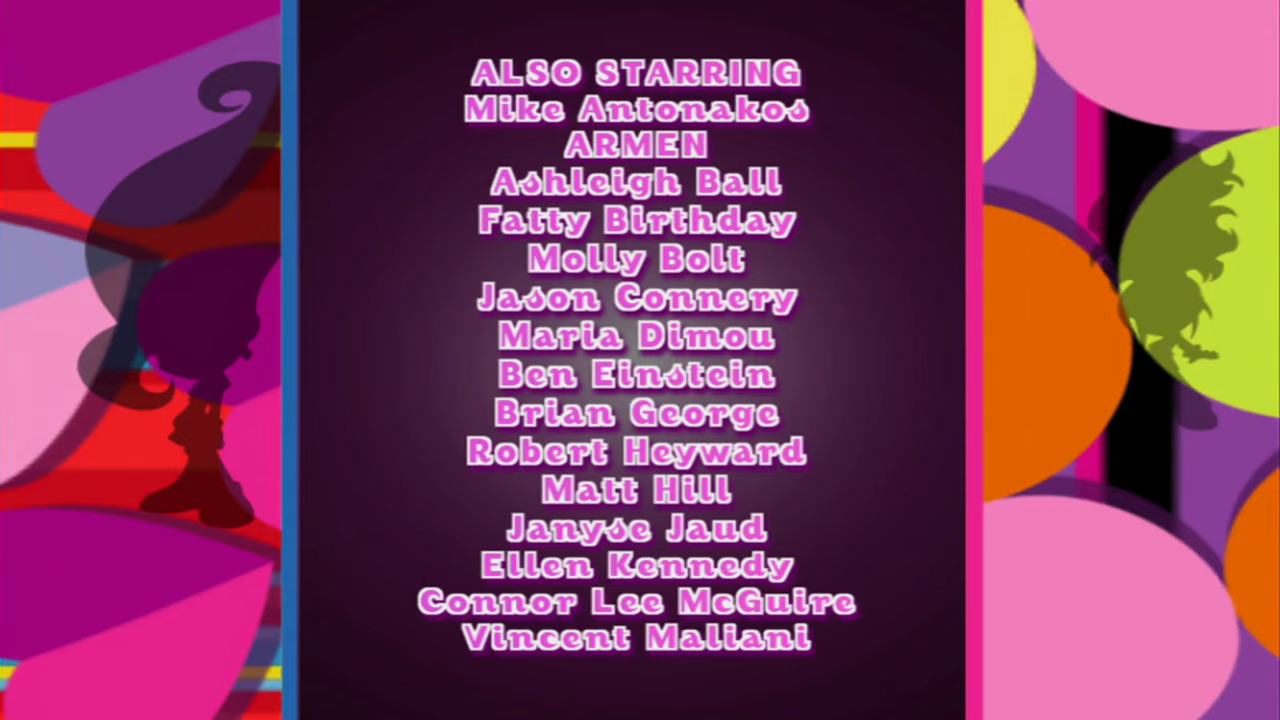 ALSO STARRING
Mike Antonakos
ARMEN
Ashleigh Ball
Fatty Birthday
Molly Bolt
Jason Connery
Maria Dimou
Ben Einstein
Brian George
Robert Heyward
Matt Hill
Janyse Jaud
Ellen Kennedy
Connor Lee McGuire
Vincent Maliani